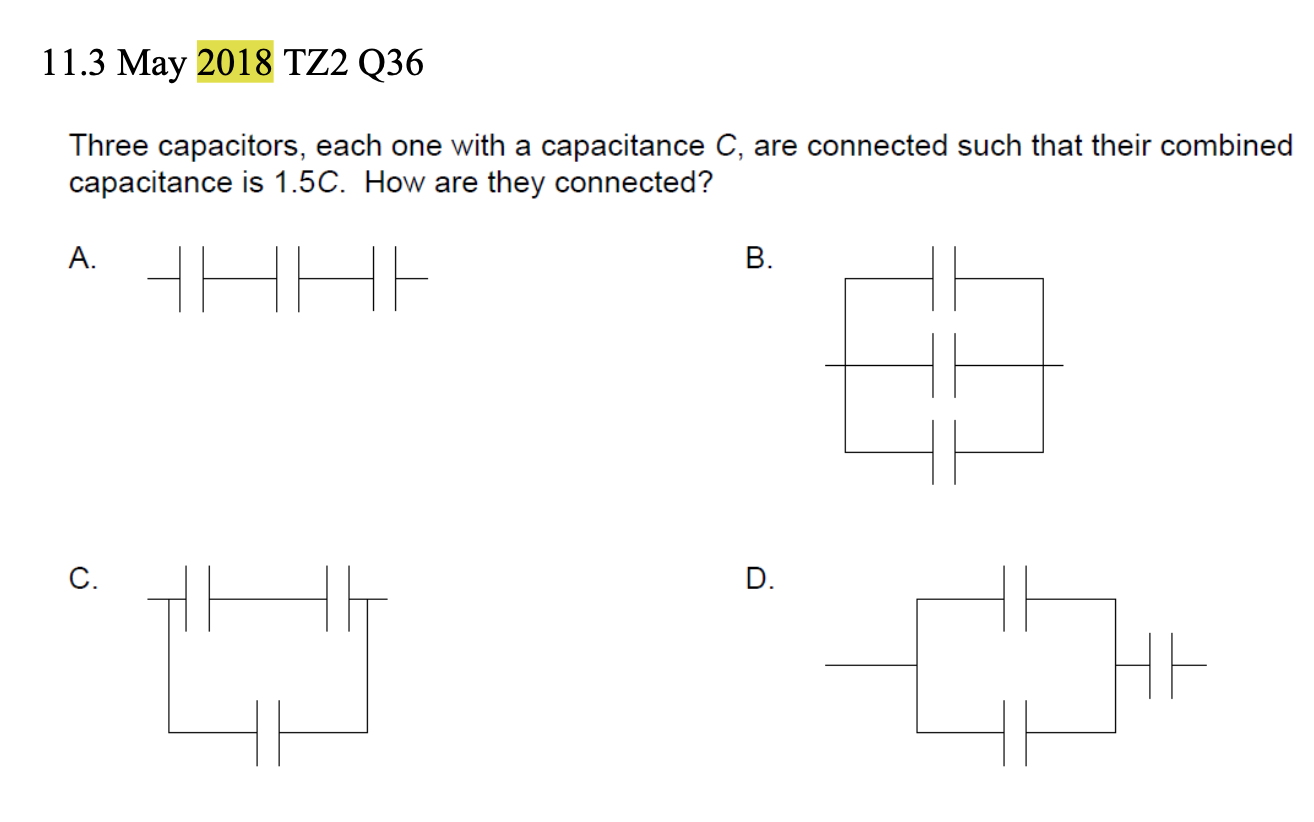 11.3 May 2018 TZ2 Q36
Three capacitors, each one with a capacitance C, are connected such that their combined
capacitance is 1.5C. How are they connected?
A.
B.
C.
D.